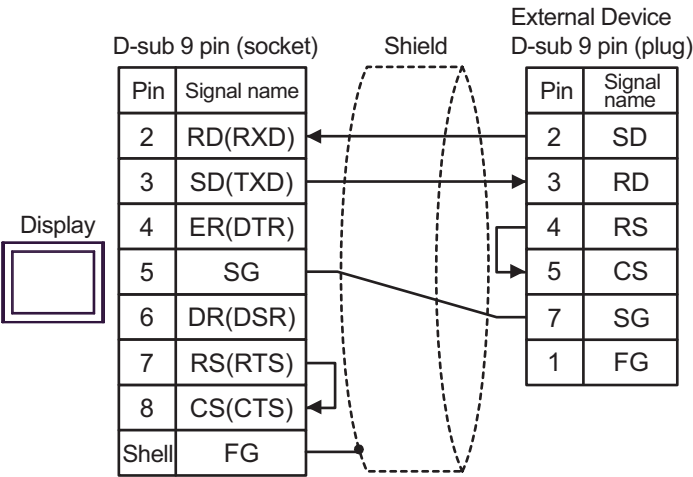 External Device
D-sub 9 pin (socket) Shield D-sub 9 pin (plug)
Pin Signal name
2 RD(RXD)
3 SD(TXD)
4 ER(DTR)
5 SG
6 DR(DSR)
7 RS(RTS)
8 CS(CTS)
Shell FG
Display
Pin Signal
name
2 SD
3 RD
4 RS
5 CS
7 SG
1 FG